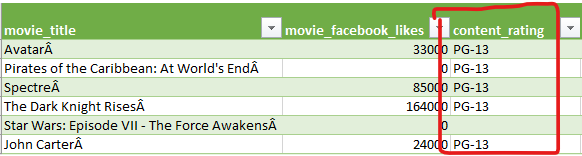 movie_title movie_facebook_likes content_rating
AvatarÂ 33000 PG-13
Pirates of the Caribbean: At World's EndÂ 0 PG-13
SpectreÂ 85000 PG-13
The Dark Knight RisesÂ 164000 PG-13
Star Wars: Episode VII - The Force AwakensÂ 0
John CarterÂ 24000 PG-13